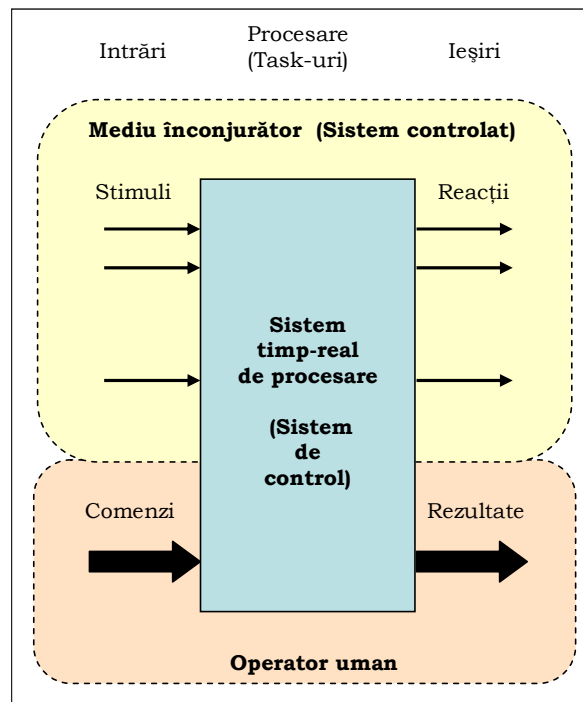 Intrări
Procesare
(Task-uri)
Ieşiri
Mediu înconjurător (Sistem controlat)
Stimuli
Reacții
Sistem
timp-real
de procesare
(Sistem
de
control)
Comenzi
Rezultate
Operator uman